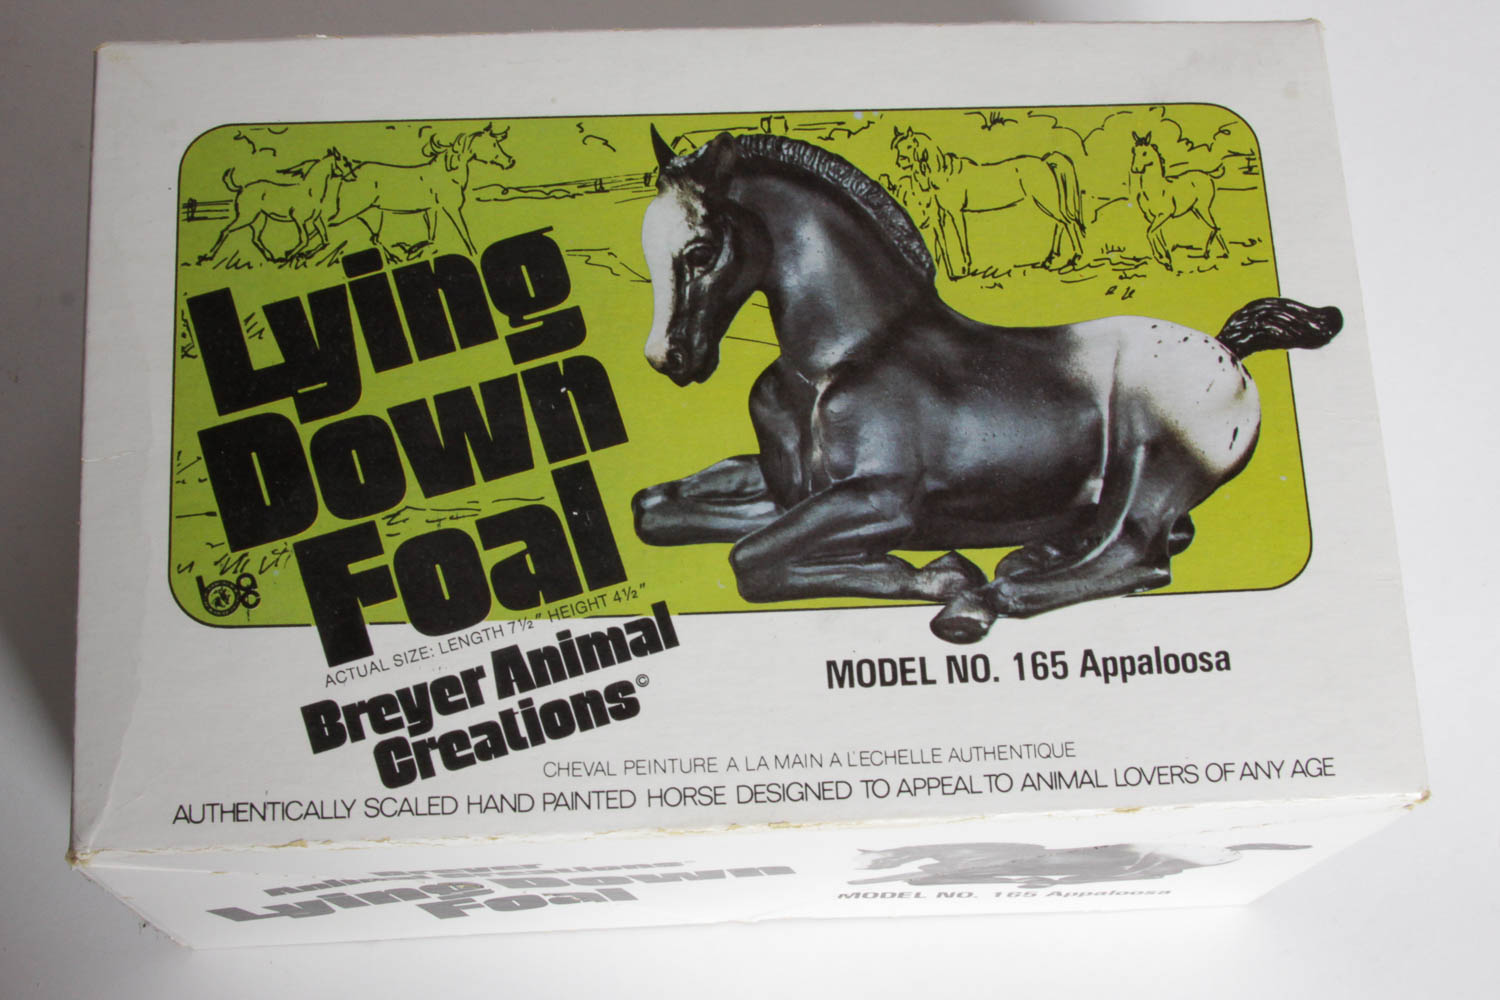 Lying
Down
Foal
bac
ACTUAL SIZE: LENGTH 7½" HEIGHT 4½"
Breyer Animal
Creations©
MODEL NO. 165 Appaloosa
CHEVAL PEINTURE A LA MAIN A L'ECHELLE AUTHENTIQUE
AUTHENTICALLY SCALED HAND PAINTED HORSE DESIGNED TO APPEAL TO ANIMAL LOVERS OF ANY AGE
Lying Down
Foal
MODEL NO. 165 Appaloosa